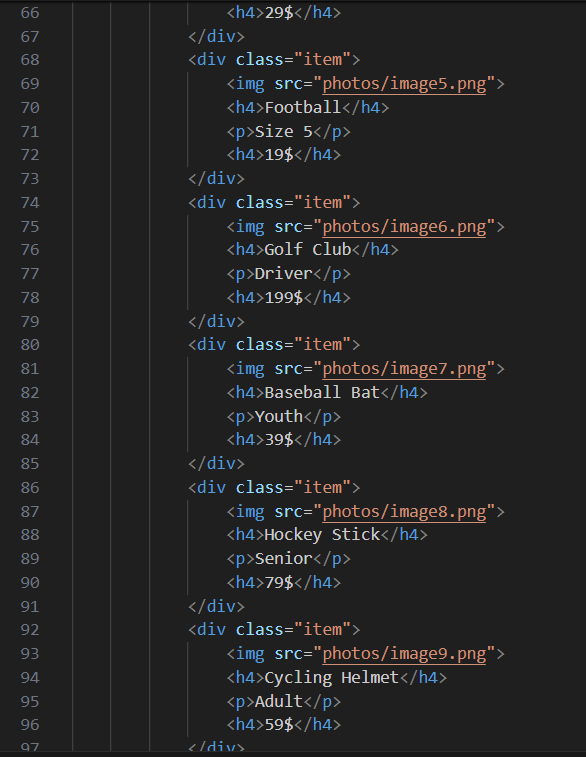 66 <h4>29$</h4>
67 </div>
68 <div class="item">
69 <img src="photos/image5.png">
70 <h4>Football</h4>
71 <p>Size 5</p>
72 <h4>19$</h4>
73 </div>
74 <div class="item">
75 <img src="photos/image6.png">
76 <h4>Golf Club</h4>
77 <p>Driver</p>
78 <h4>199$</h4>
79 </div>
80 <div class="item">
81 <img src="photos/image7.png">
82 <h4>Baseball Bat</h4>
83 <p>Youth</p>
84 <h4>39$</h4>
85 </div>
86 <div class="item">
87 <img src="photos/image8.png">
88 <h4>Hockey Stick</h4>
89 <p>Senior</p>
90 <h4>79$</h4>
91 </div>
92 <div class="item">
93 <img src="photos/image9.png">
94 <h4>Cycling Helmet</h4>
95 <p>Adult</p>
96 <h4>59$</h4>
97 </div>